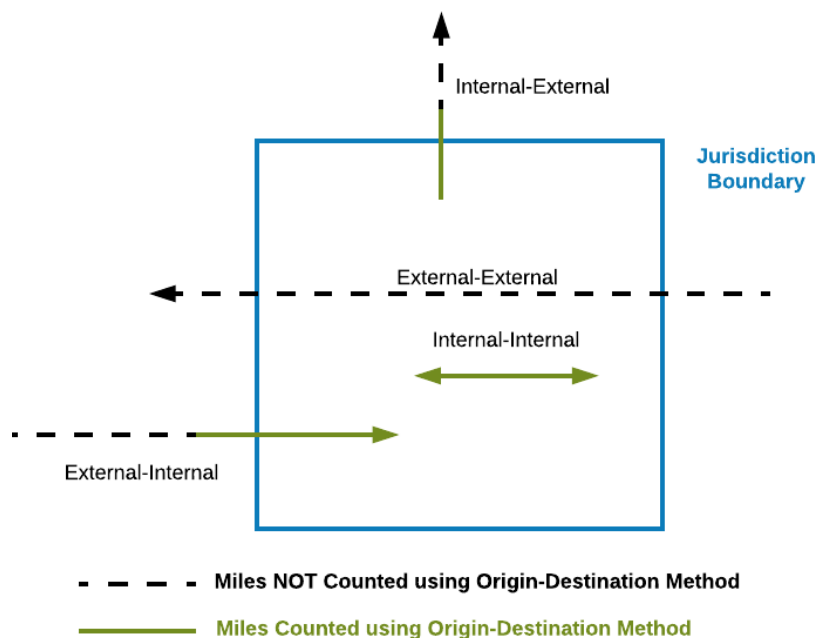 Internal-External
Jurisdiction
Boundary
External-External
Internal-Internal
External-Internal
Miles NOT Counted using Origin-Destination Method
Miles Counted using Origin-Destination Method